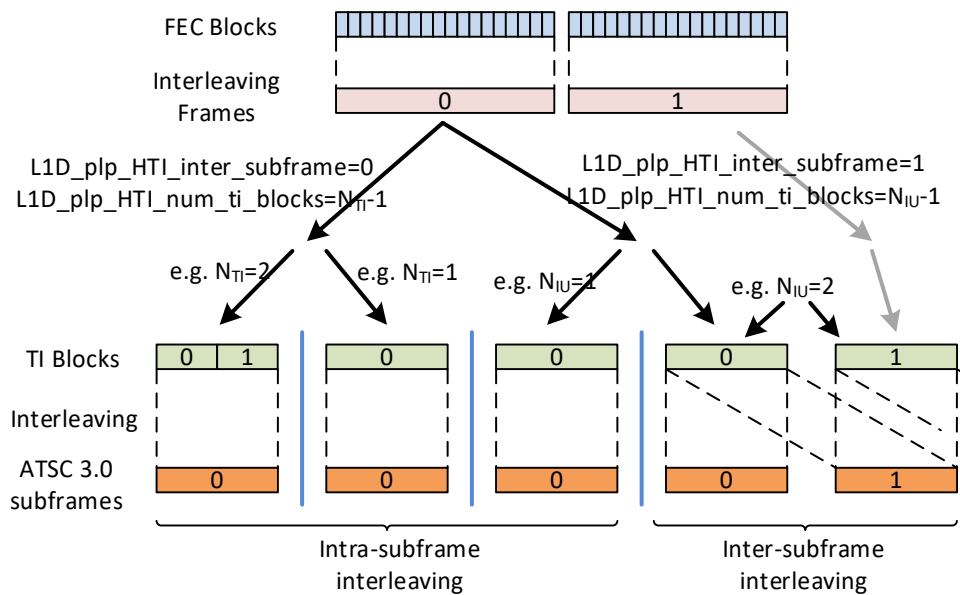 FEC Blocks
Interleaving
Frames
0
1
L1D_plp_HTI_inter_subframe=0
L1D_plp_HTI_num_ti_blocks=NTI-1
L1D_plp_HTI_inter_subframe=1
L1D_plp_HTI_num_ti_blocks=NIU-1
e.g. NTI=2
e.g. NTI=1
e.g. NIU=1
e.g. NIU=2
TI Blocks
0 1
0
0
0
1
Interleaving
ATSC 3.0
subframes
0
0
0
0
1
Intra-subframe
interleaving
Inter-subframe
interleaving